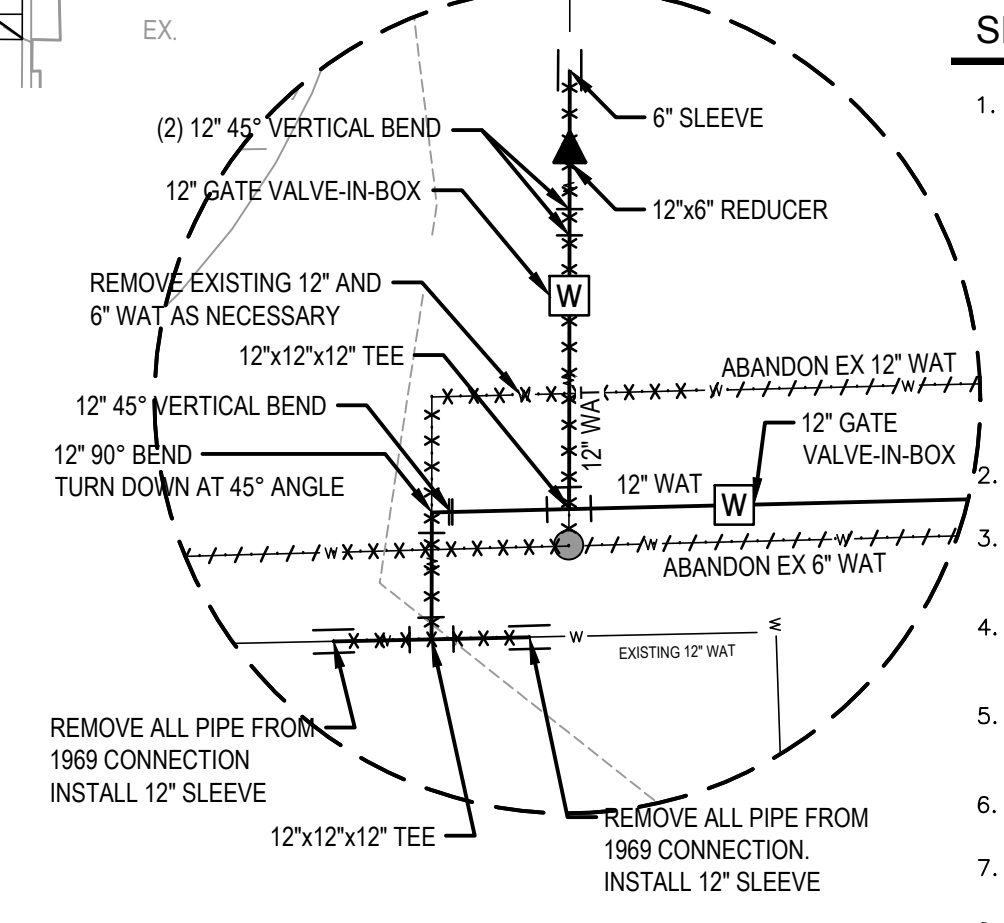 EX.
SI
1.
(2) 12" 45° VERTICAL BEND
6" SLEEVE
12" GATE VALVE-IN-BOX
12"x6" REDUCER
REMOVE EXISTING 12" AND
6" WAT AS NECESSARY
W
12"x12"x12" TEE
ABANDON EX 12" WAT
W
W
W
12" 45° VERTICAL BEND
12" WAT
12" GATE
VALVE-IN-BOX
12" 90° BEND
TURN DOWN AT 45° ANGLE
12" WAT
W
2.
3.
W
W
W
ABANDON EX 6" WAT
4.
W
W
W
EXISTING 12" WAT
5.
REMOVE ALL PIPE FROM
1969 CONNECTION
INSTALL 12" SLEEVE
6.
12"x12"x12" TEE
REMOVE ALL PIPE FROM
1969 CONNECTION.
INSTALL 12" SLEEVE
7.